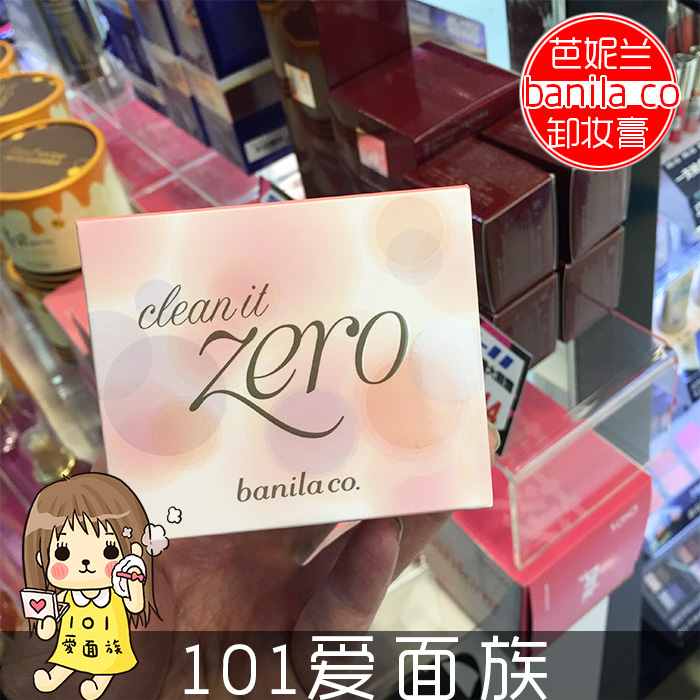 芭妮兰
banila co
卸妆膏
clean it
zero
banila co.
101
爱面族
101爱面族